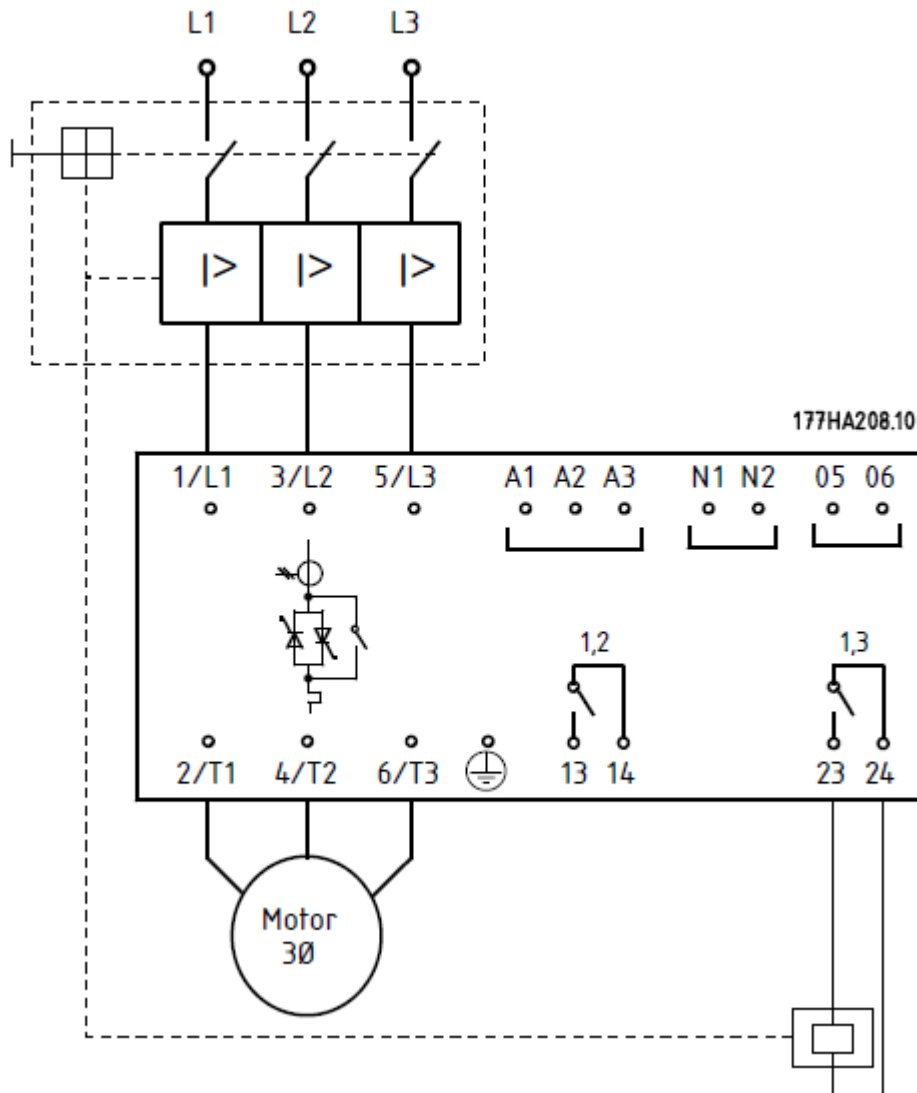 L1 L2 L3
I> I> I>
177HA208.10
1/L1 3/L2 5/L3 A1 A2 A3 N1 N2 05 06
1,2 1,3
2/T1 4/T2 6/T3 13 14 23 24
Motor
3Ø